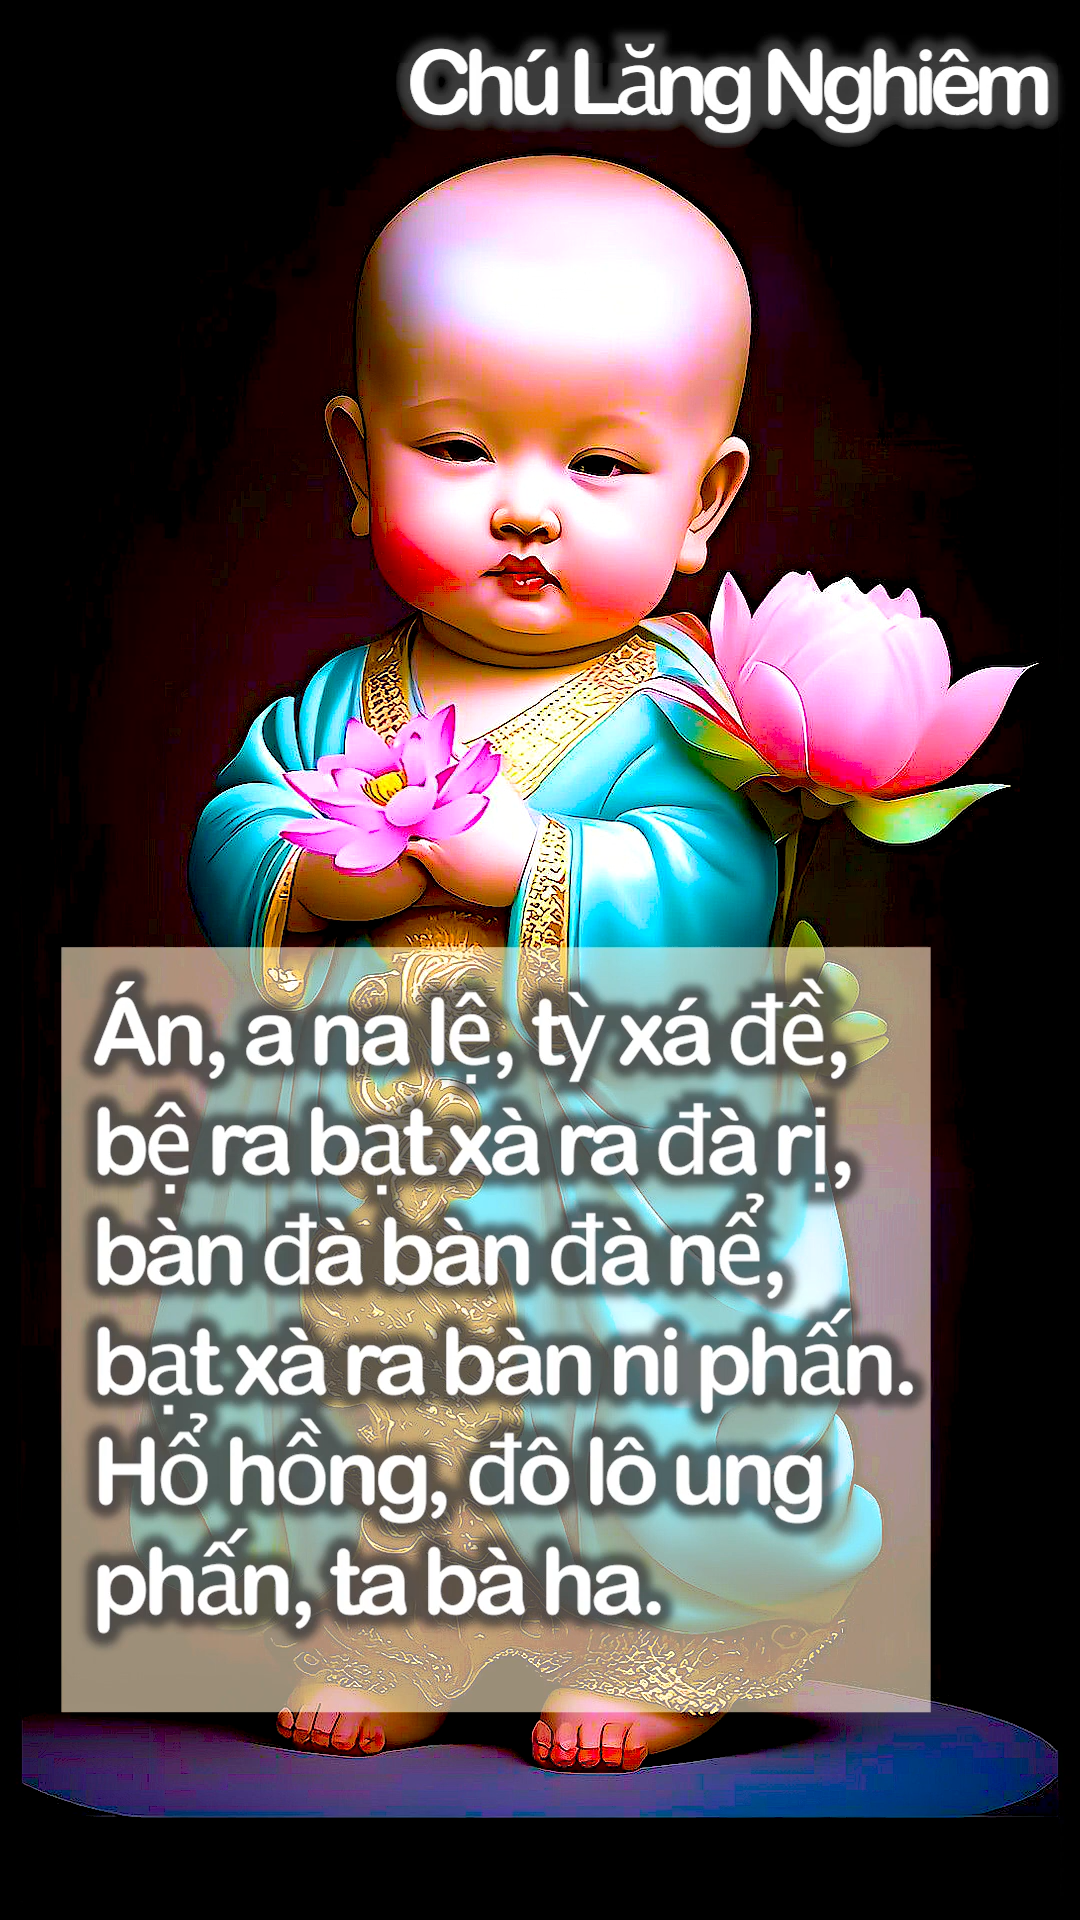 Chú Lăng Nghiêm
Án, a na lệ, tỳ xá đề,
bệ ra bạt xà ra đà rị,
bàn đà bàn đà nể,
bạt xà ra bàn ni phấn.
Hổ hồng, đô lô ung
phấn, ta bà ha.